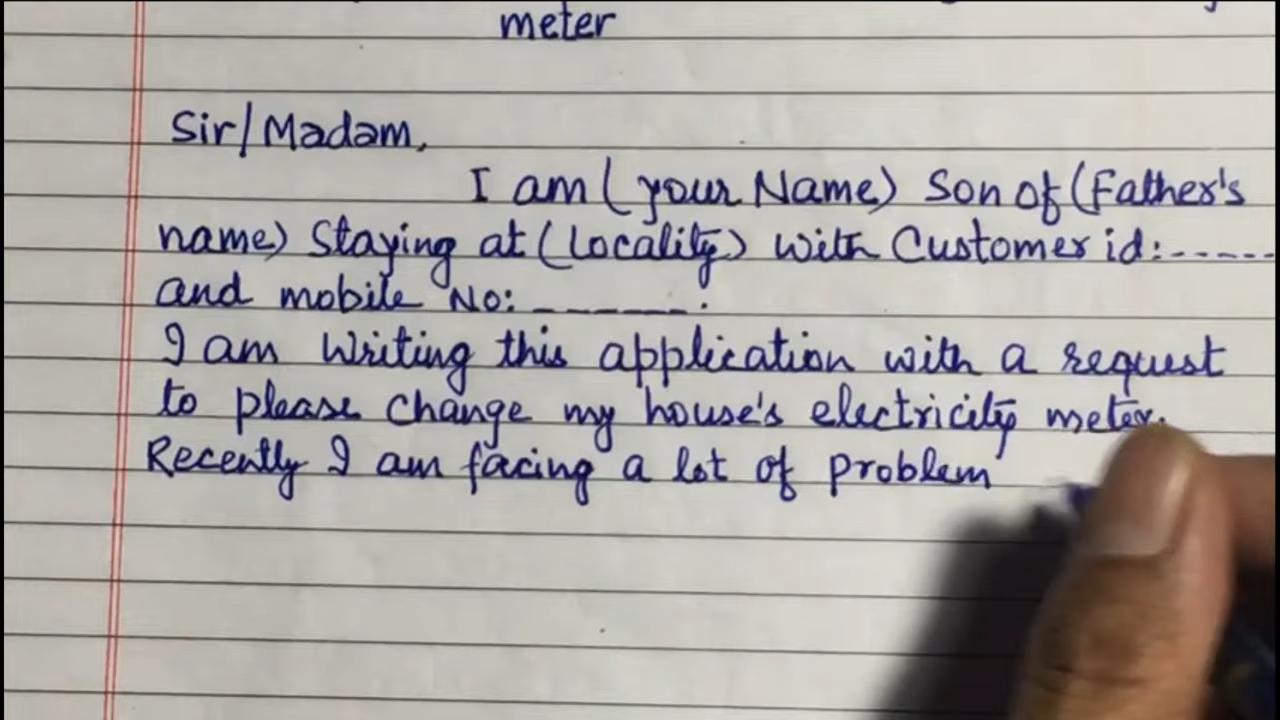 meter
Sir/Madam,
I am (your Name) Son of (Father's
name) Staying at (locality) with Customer id:-----
and mobile No: ------.
I am writing this application with a request
to please change my house's electricity meter.
Recently I am facing a lot of problem